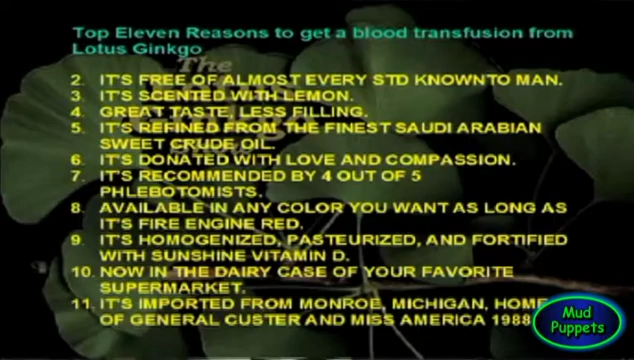 Top Eleven Reasons to get a blood transfusion from
Lotus Ginkgo
The
2. IT'S FREE OF ALMOST EVERY STD KNOWNTO MAN.
3. IT'S SCENTED WITH LEMON.
4. GREAT TASTE, LESS FILLING.
5. IT'S REFINED FROM THE FINEST SAUDI ARABIAN
SWEET CRUDE OIL.
6. IT'S DONATED WITH LOVE AND COMPASSION.
7. IT'S RECOMMENDED BY 4 OUT OF 5
PHLEBOTOMISTS.
8. AVAILABLE IN ANY COLOR YOU WANT AS LONG AS
IT'S FIRE ENGINE RED.
9. IT'S HOMOGENIZED, PASTEURIZED, AND FORTIFIED
WITH SUNSHINE VITAMIN D.
10. NOW IN THE DAIRY CASE OF YOUR FAVORITE
SUPERMARKET.
11. IT'S IMPORTED FROM MONROE, MICHIGAN, HOME
OF GENERAL CUSTER AND MISS AMERICA 1988
Mud
Puppets